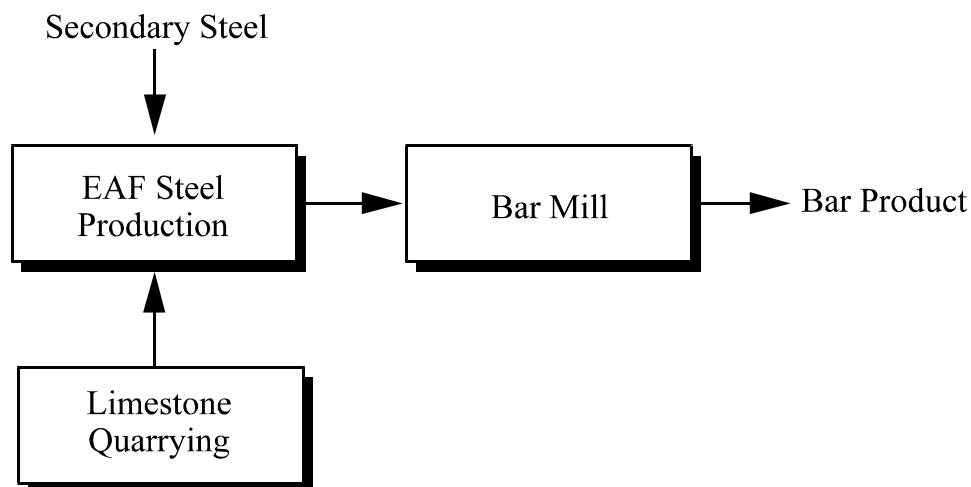 Secondary Steel
EAF Steel
Production
Bar Mill
Bar Product
Limestone
Quarrying